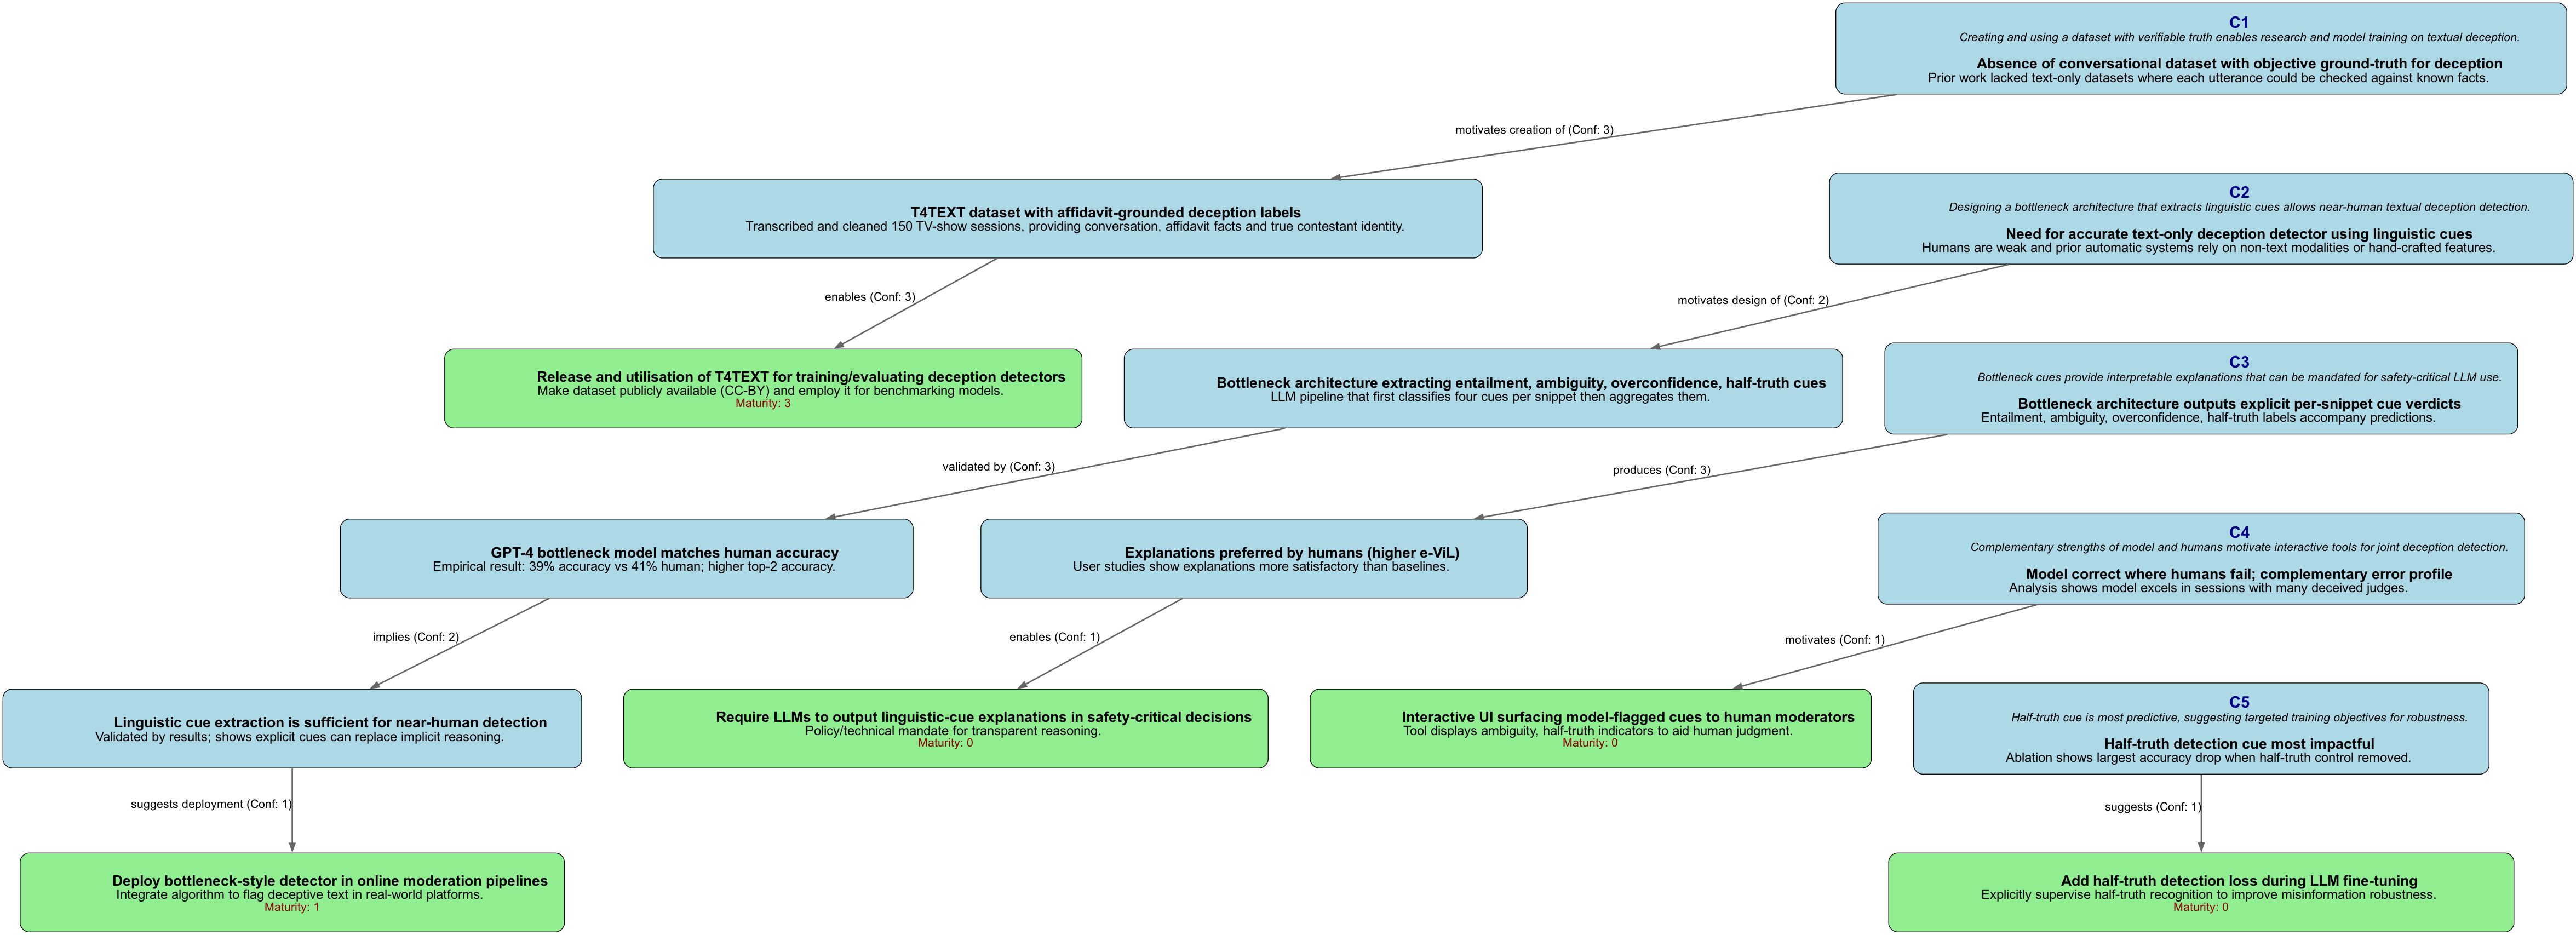 C1
Creating and using a dataset with verifiable truth enables research and model training on textual deception.
Absence of conversational dataset with objective ground-truth for deception
Prior work lacked text-only datasets where each utterance could be checked against known facts.
motivates creation of (Conf: 3)
T4TEXT dataset with affidavit-grounded deception labels
Transcribed and cleaned 150 TV-show sessions, providing conversation, affidavit facts and true contestant identity.
C2
Designing a bottleneck architecture that extracts linguistic cues allows near-human textual deception detection.
Need for accurate text-only deception detector using linguistic cues
Humans are weak and prior automatic systems rely on non-text modalities or hand-crafted features.
enables (Conf: 3)
motivates design of (Conf: 2)
Release and utilisation of T4TEXT for training/evaluating deception detectors
Make dataset publicly available (CC-BY) and employ it for benchmarking models.
Maturity: 3
Bottleneck architecture extracting entailment, ambiguity, overconfidence, half-truth cues
LLM pipeline that first classifies four cues per snippet then aggregates them.
C3
Bottleneck cues provide interpretable explanations that can be mandated for safety-critical LLM use.
Bottleneck architecture outputs explicit per-snippet cue verdicts
Entailment, ambiguity, overconfidence, half-truth labels accompany predictions.
validated by (Conf: 3)
produces (Conf: 3)
GPT-4 bottleneck model matches human accuracy
Empirical result: 39% accuracy vs 41% human; higher top-2 accuracy.
Explanations preferred by humans (higher e-ViL)
User studies show explanations more satisfactory than baselines.
C4
Complementary strengths of model and humans motivate interactive tools for joint deception detection.
Model correct where humans fail; complementary error profile
Analysis shows model excels in sessions with many deceived judges.
implies (Conf: 2)
enables (Conf: 1)
motivates (Conf: 1)
Linguistic cue extraction is sufficient for near-human detection
Validated by results; shows explicit cues can replace implicit reasoning.
Require LLMs to output linguistic-cue explanations in safety-critical decisions
Policy/technical mandate for transparent reasoning.
Maturity: 0
Interactive UI surfacing model-flagged cues to human moderators
Tool displays ambiguity, half-truth indicators to aid human judgment.
Maturity: 0
C5
Half-truth cue is most predictive, suggesting targeted training objectives for robustness.
Half-truth detection cue most impactful
Ablation shows largest accuracy drop when half-truth control removed.
suggests deployment (Conf: 1)
suggests (Conf: 1)
Deploy bottleneck-style detector in online moderation pipelines
Integrate algorithm to flag deceptive text in real-world platforms.
Maturity: 1
Add half-truth detection loss during LLM fine-tuning
Explicitly supervise half-truth recognition to improve misinformation robustness.
Maturity: 0